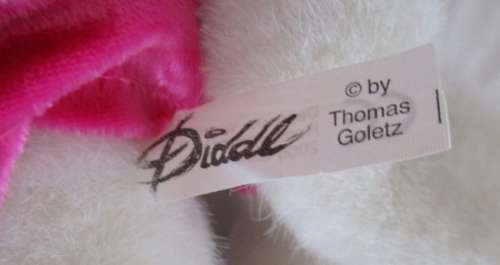 Diddl
© by
Thomas
Goletz